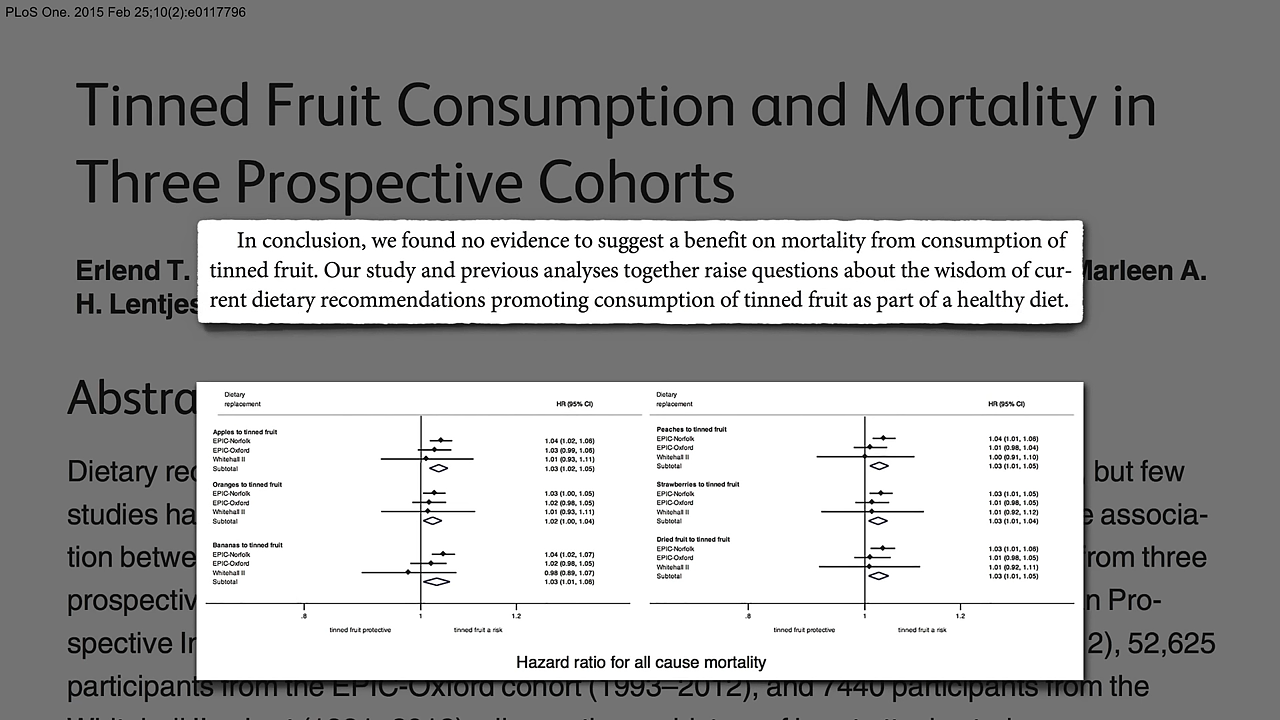 PLoS One. 2015 Feb 25;10(2):e0117796
Tinned Fruit Consumption and Mortality in
Three Prospective Cohorts
Erlend T.
Marleen A.
H. Lentjes
In conclusion, we found no evidence to suggest a benefit on mortality from consumption of
tinned fruit. Our study and previous analyses together raise questions about the wisdom of cur-
rent dietary recommendations promoting consumption of tinned fruit as part of a healthy diet.
Abstra
Dietary
replacement
HR (95% CI)
Apples to tinned fruit
EPIC-Norfolk 1.04 (1.02, 1.06)
EPIC-Oxford 1.03 (0.99, 1.06)
Whitehall II 1.01 (0.93, 1.11)
Subtotal 1.03 (1.02, 1.05)
Oranges to tinned fruit
EPIC-Norfolk 1.03 (1.00, 1.05)
EPIC-Oxford 1.02 (0.98, 1.05)
Whitehall II 1.01 (0.93, 1.11)
Subtotal 1.02 (1.00, 1.04)
Bananas to tinned fruit
EPIC-Norfolk 1.04 (1.02, 1.07)
EPIC-Oxford 1.02 (0.98, 1.05)
Whitehall II 0.98 (0.89, 1.07)
Subtotal 1.03 (1.01, 1.06)
.8 1 1.2
tinned fruit protective tinned fruit a risk
Dietary
replacement
HR (95% CI)
Peaches to tinned fruit
EPIC-Norfolk 1.04 (1.01, 1.06)
EPIC-Oxford 1.01 (0.98, 1.04)
Whitehall II 1.00 (0.91, 1.10)
Subtotal 1.03 (1.01, 1.05)
Strawberries to tinned fruit
EPIC-Norfolk 1.03 (1.01, 1.05)
EPIC-Oxford 1.01 (0.98, 1.05)
Whitehall II 1.01 (0.92, 1.12)
Subtotal 1.03 (1.01, 1.04)
Dried fruit to tinned fruit
EPIC-Norfolk 1.03 (1.01, 1.06)
EPIC-Oxford 1.01 (0.98, 1.05)
Whitehall II 1.01 (0.92, 1.11)
Subtotal 1.03 (1.01, 1.05)
.8 1 1.2
tinned fruit protective tinned fruit a risk
Hazard ratio for all cause mortality
Dietary rec but few
studies ha e associa-
tion betwe rom three
prospectiv n Pro-
spective In 2), 52,625
participants from the EPIC-Oxford cohort (1993–2012), and 7440 participants from the